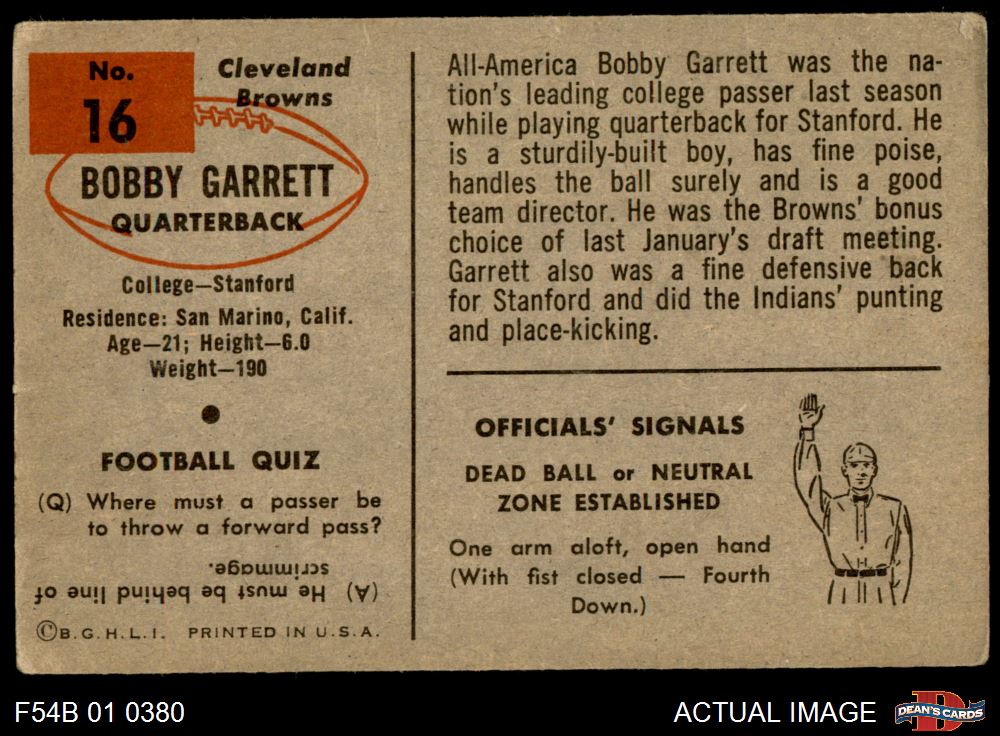 No.
16
Cleveland
Browns
BOBBY GARRETT
QUARTERBACK
College—Stanford
Residence: San Marino, Calif.
Age—21; Height—6.0
Weight—190
FOOTBALL QUIZ
(Q) Where must a passer be
to throw a forward pass?
(A) He must be behind line of
scrimmage.
©B.G.H.L.I. PRINTED IN U.S.A.
All-America Bobby Garrett was the na-
tion's leading college passer last season
while playing quarterback for Stanford. He
is a sturdily-built boy, has fine poise,
handles the ball surely and is a good
team director. He was the Browns' bonus
choice of last January's draft meeting.
Garrett also was a fine defensive back
for Stanford and did the Indians' punting
and place-kicking.
OFFICIALS' SIGNALS
DEAD BALL or NEUTRAL
ZONE ESTABLISHED
One arm aloft, open hand
(With fist closed — Fourth
Down.)
F54B 01 0380
ACTUAL IMAGE
DEAN'S CARDS